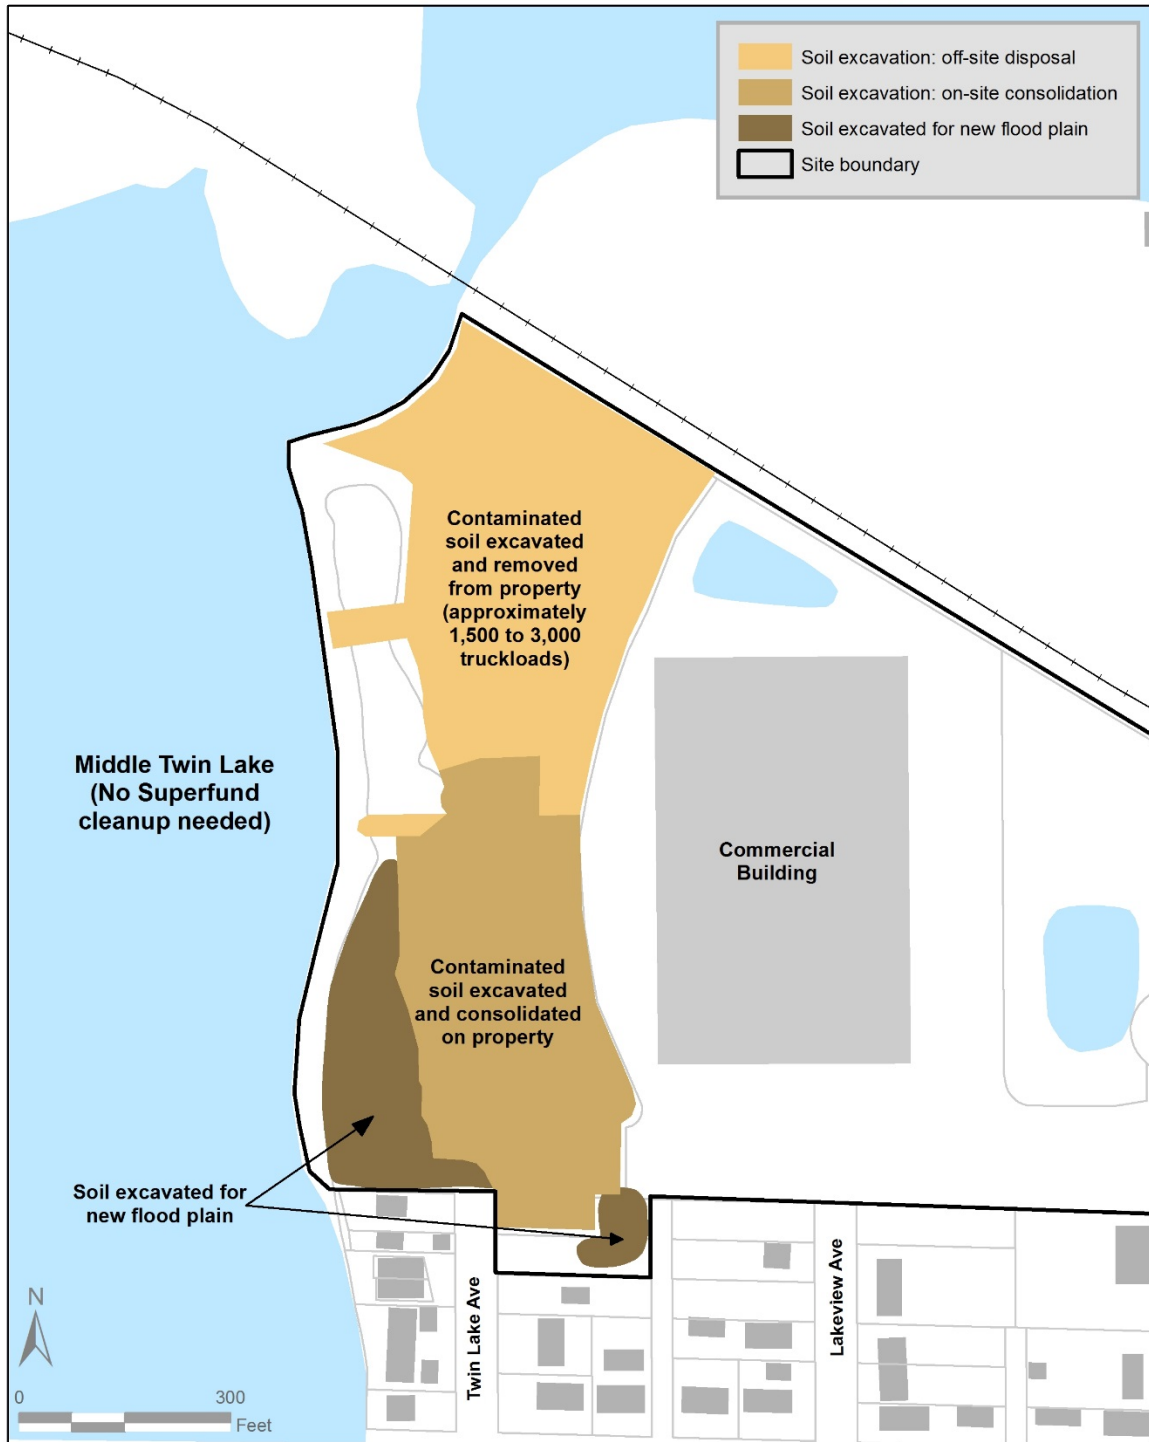 Soil excavation: off-site disposal
Soil excavation: on-site consolidation
Soil excavated for new flood plain
Site boundary
Contaminated
soil excavated
and removed
from property
(approximately
1,500 to 3,000
truckloads)
Middle Twin Lake
(No Superfund
cleanup needed)
Commercial
Building
Contaminated
soil excavated
and consolidated
on property
Soil excavated for
new flood plain
Twin Lake Ave
Lakeview Ave
N
0 300
Feet